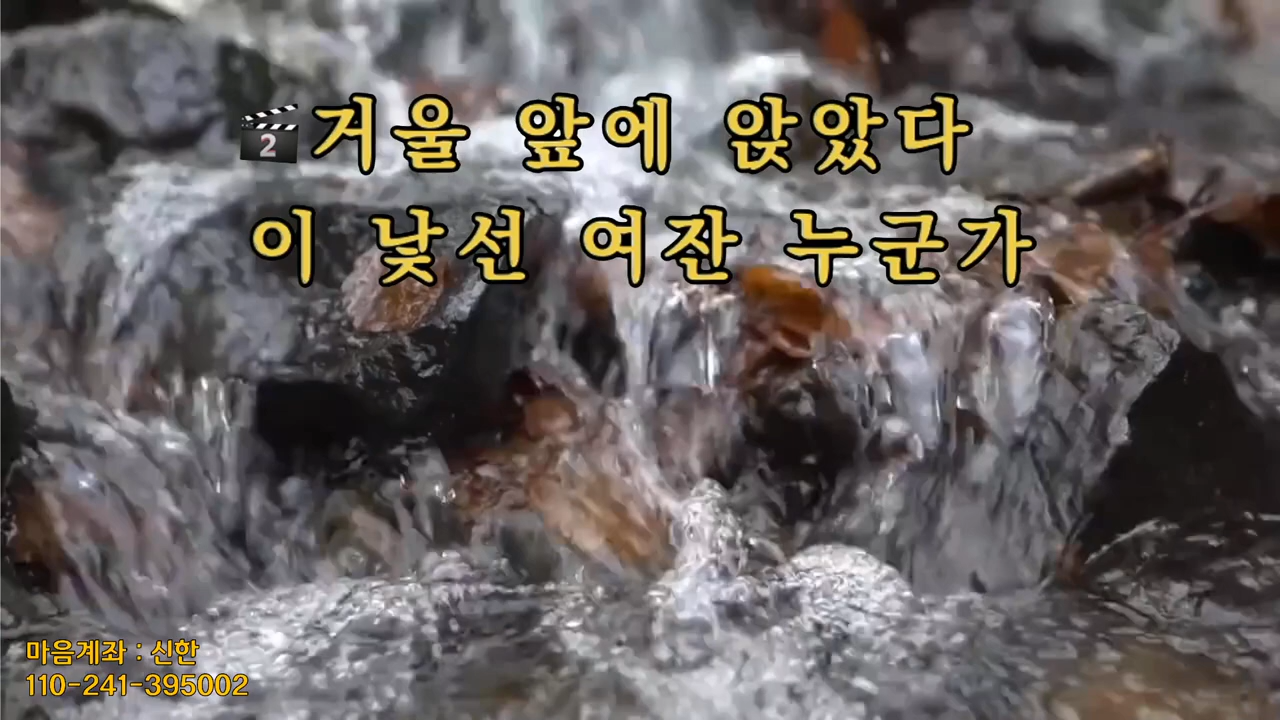 🎬2 거울 앞에 앉았다
이 낯선 여잔 누군가
마음계좌 : 신한
110-241-395002